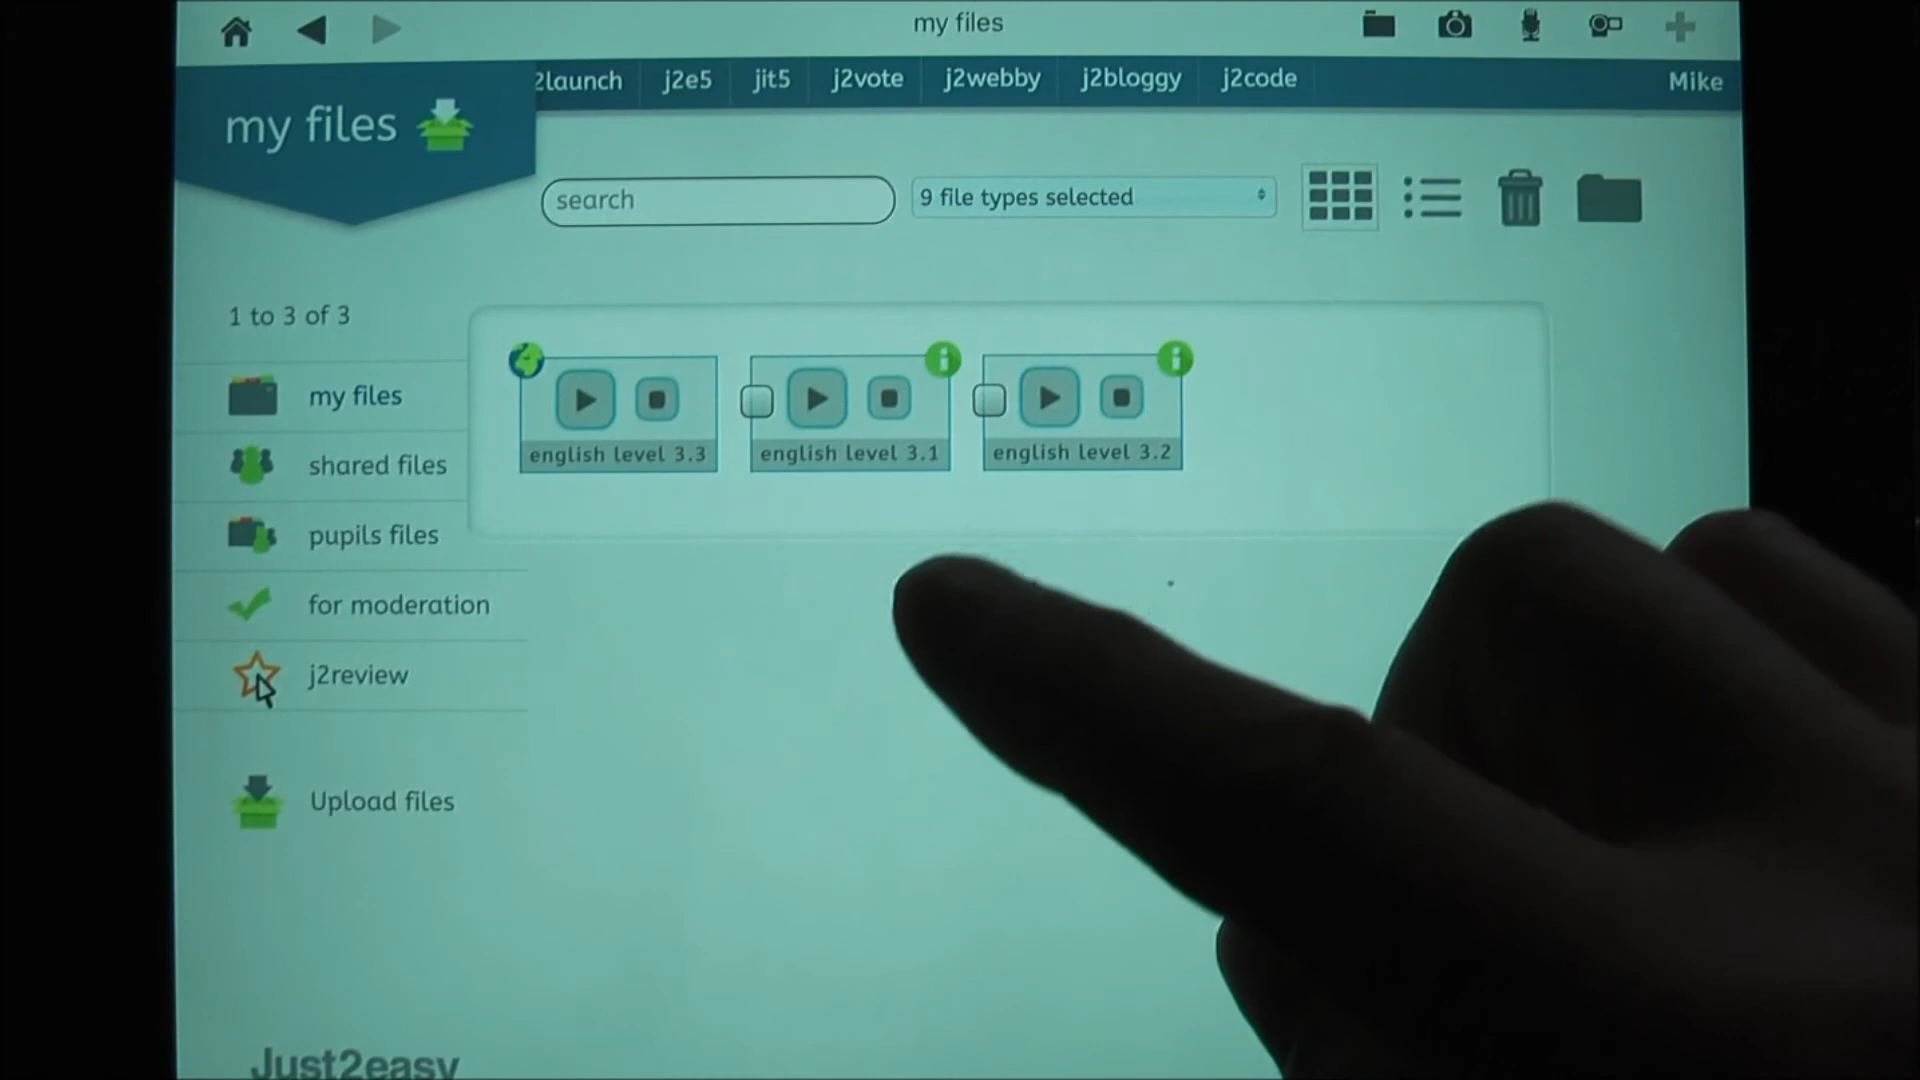 my files
2launch j2e5 jit5 j2vote j2webby j2bloggy j2code Mike
my files
search 9 file types selected
1 to 3 of 3
my files
shared files
pupils files
for moderation
j2review
Upload files
english level 3.3 english level 3.1 english level 3.2
Just2easy